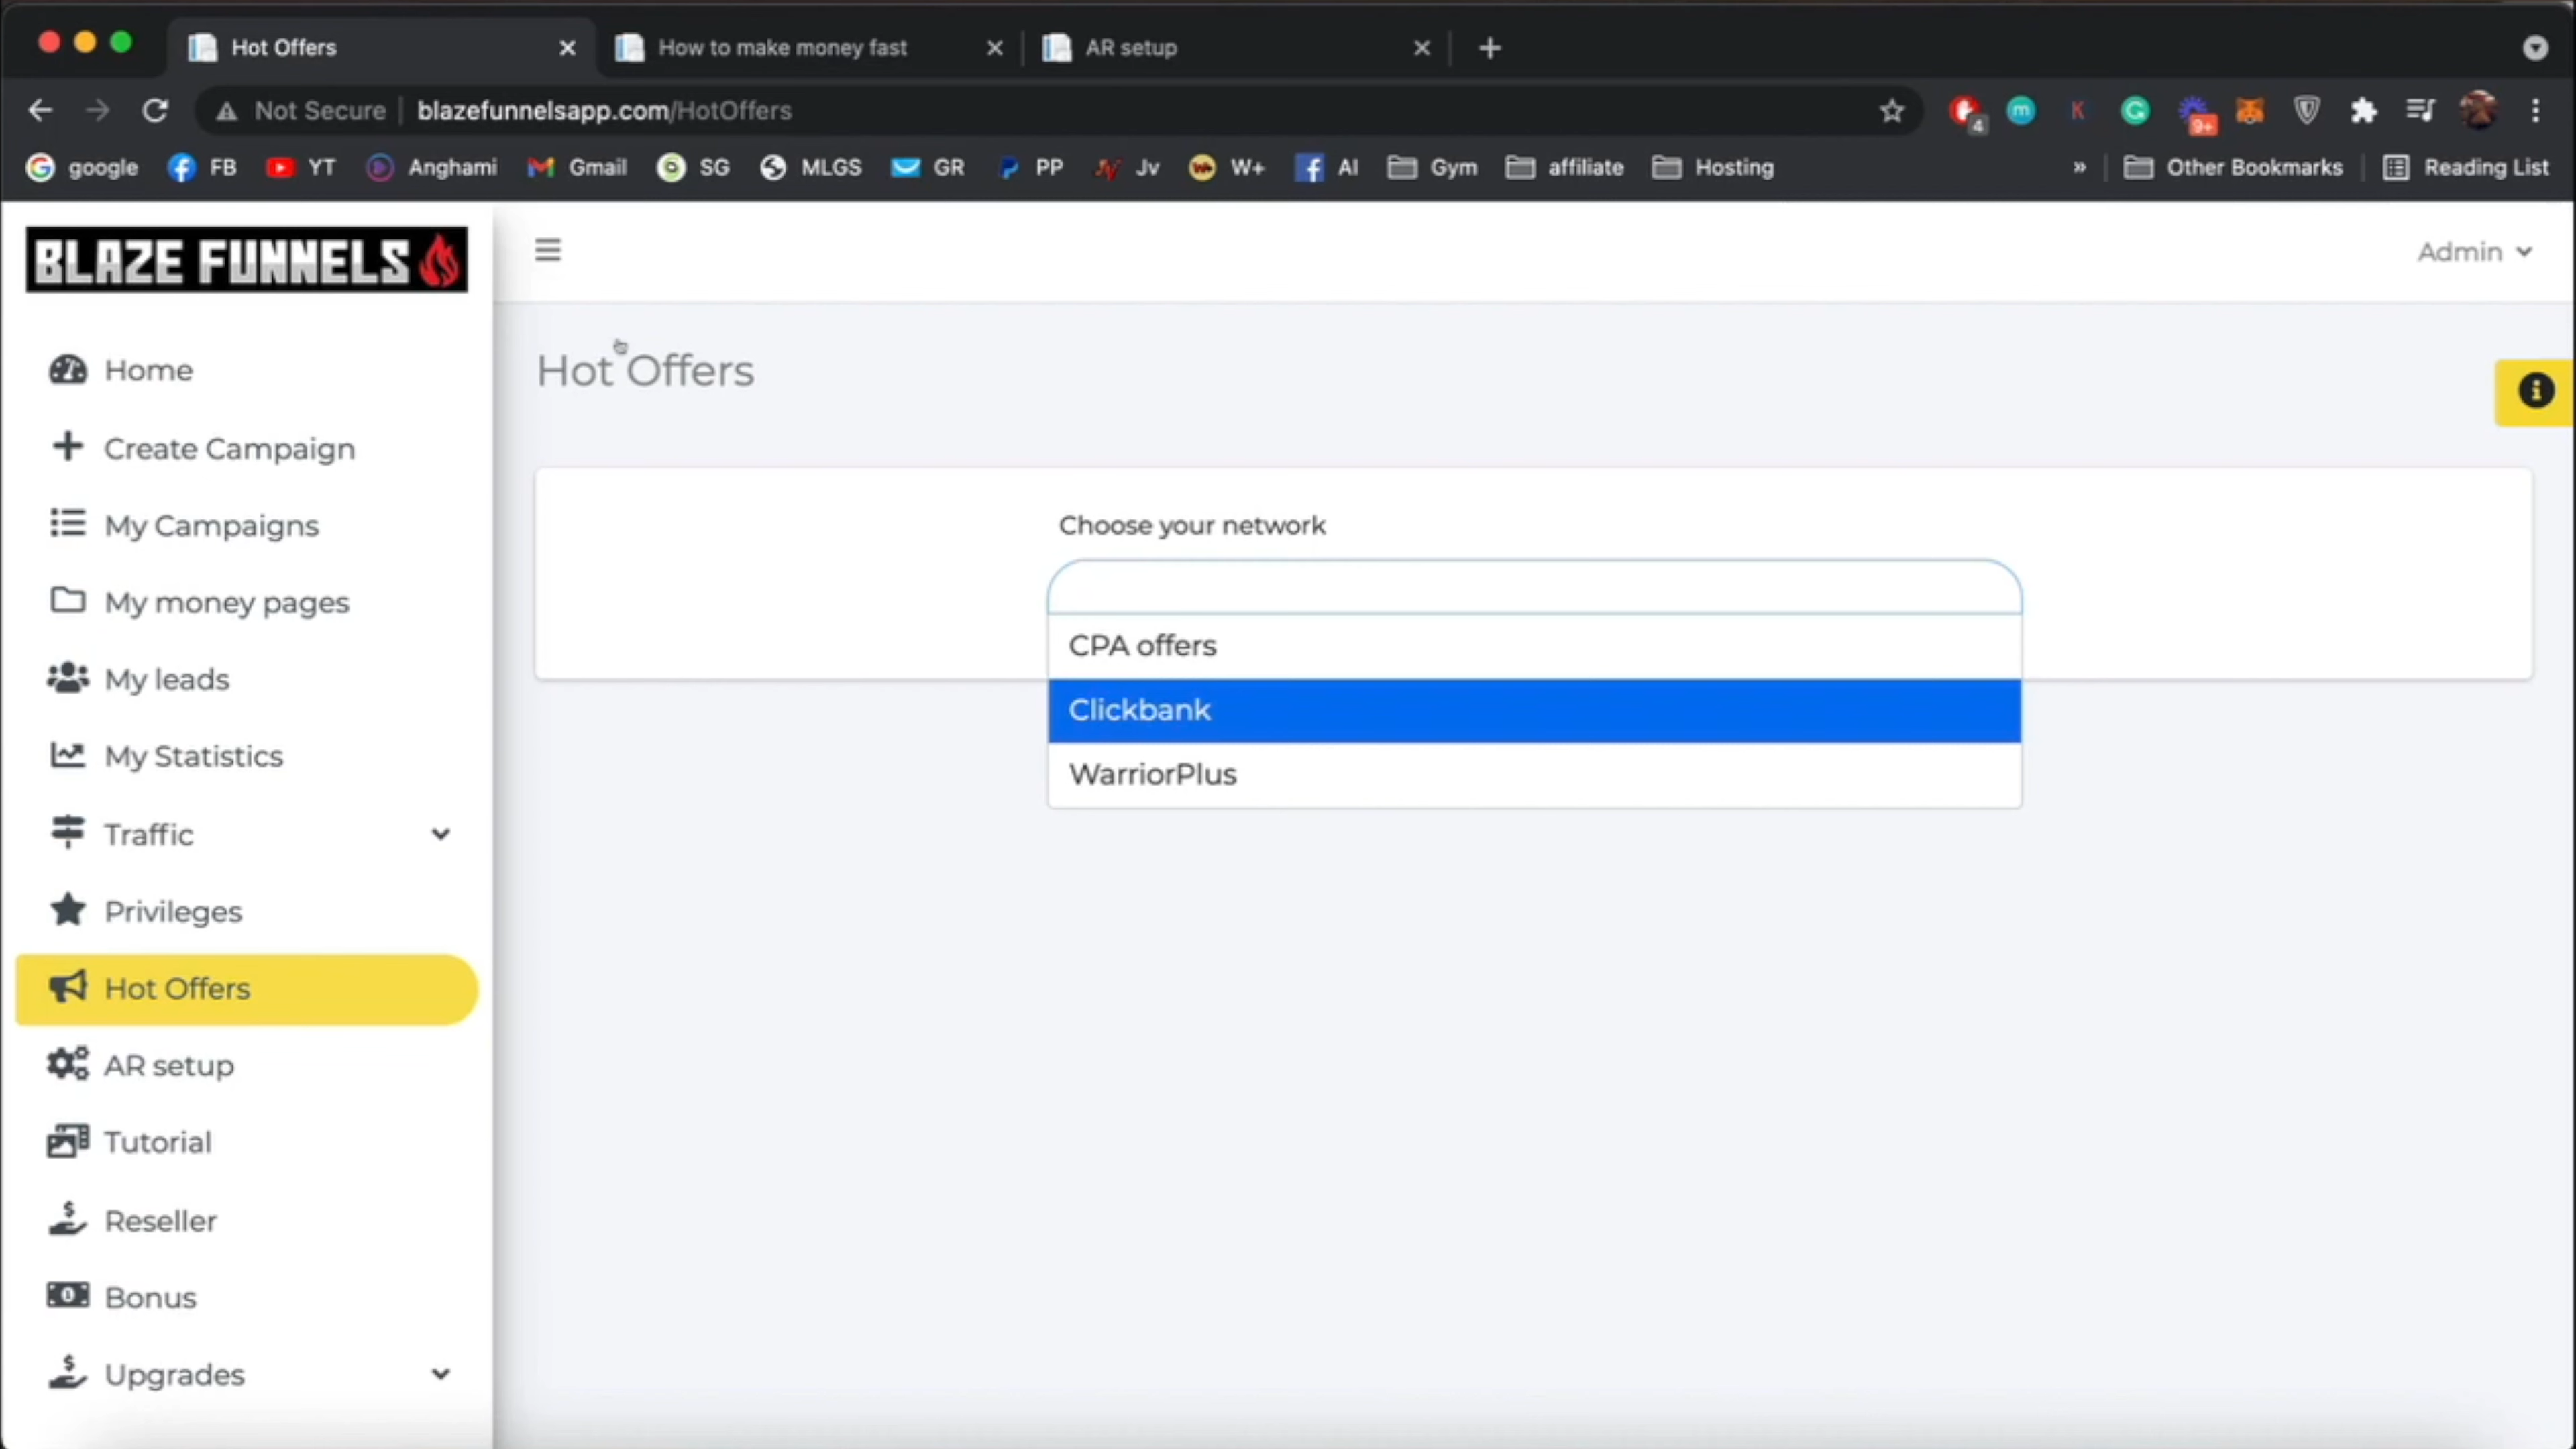 Hot Offers
How to make money fast
AR setup
Not Secure
blazefunnelsapp.com/HotOffers
4
m
K
9+
google
FB
YT
Anghami
Gmail
SG
MLGS
GR
PP
Jv
W+
AI
Gym
affiliate
Hosting
»
Other Bookmarks
Reading List
BLAZE FUNNELS
Admin
Home
Create Campaign
My Campaigns
My money pages
My leads
My Statistics
Traffic
Privileges
Hot Offers
AR setup
Tutorial
Reseller
Bonus
Upgrades
Hot Offers
Choose your network
CPA offers
Clickbank
WarriorPlus